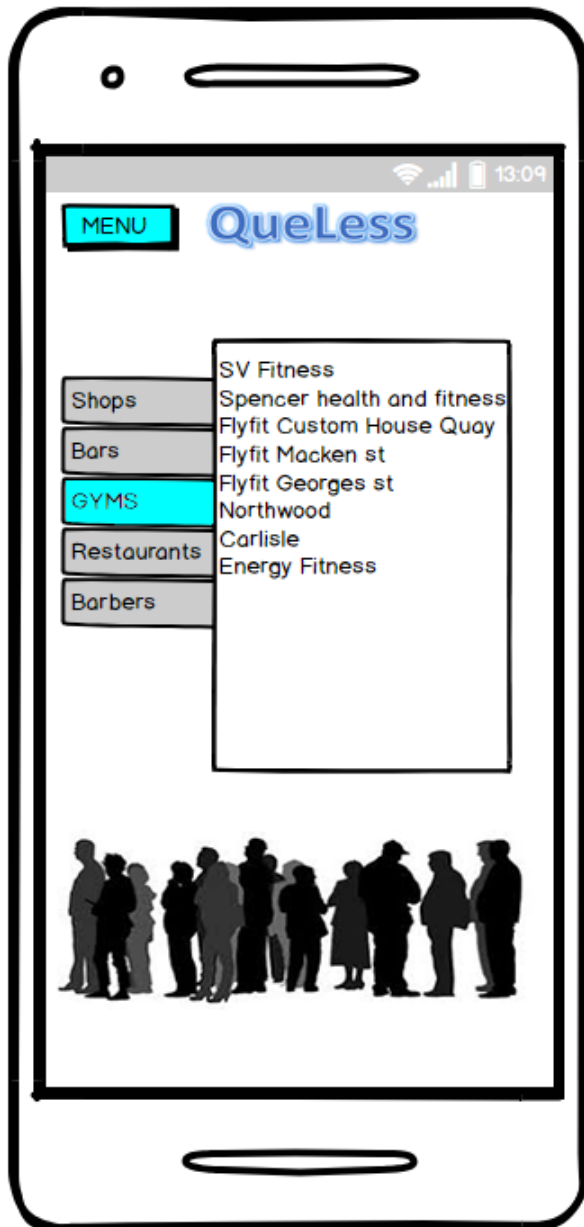 13:09
MENU
QueLess
Shops
Bars
GYMS
Restaurants
Barbers
SV Fitness
Spencer health and fitness
Flyfit Custom House Quay
Flyfit Macken st
Flyfit Georges st
Northwood
Carlisle
Energy Fitness